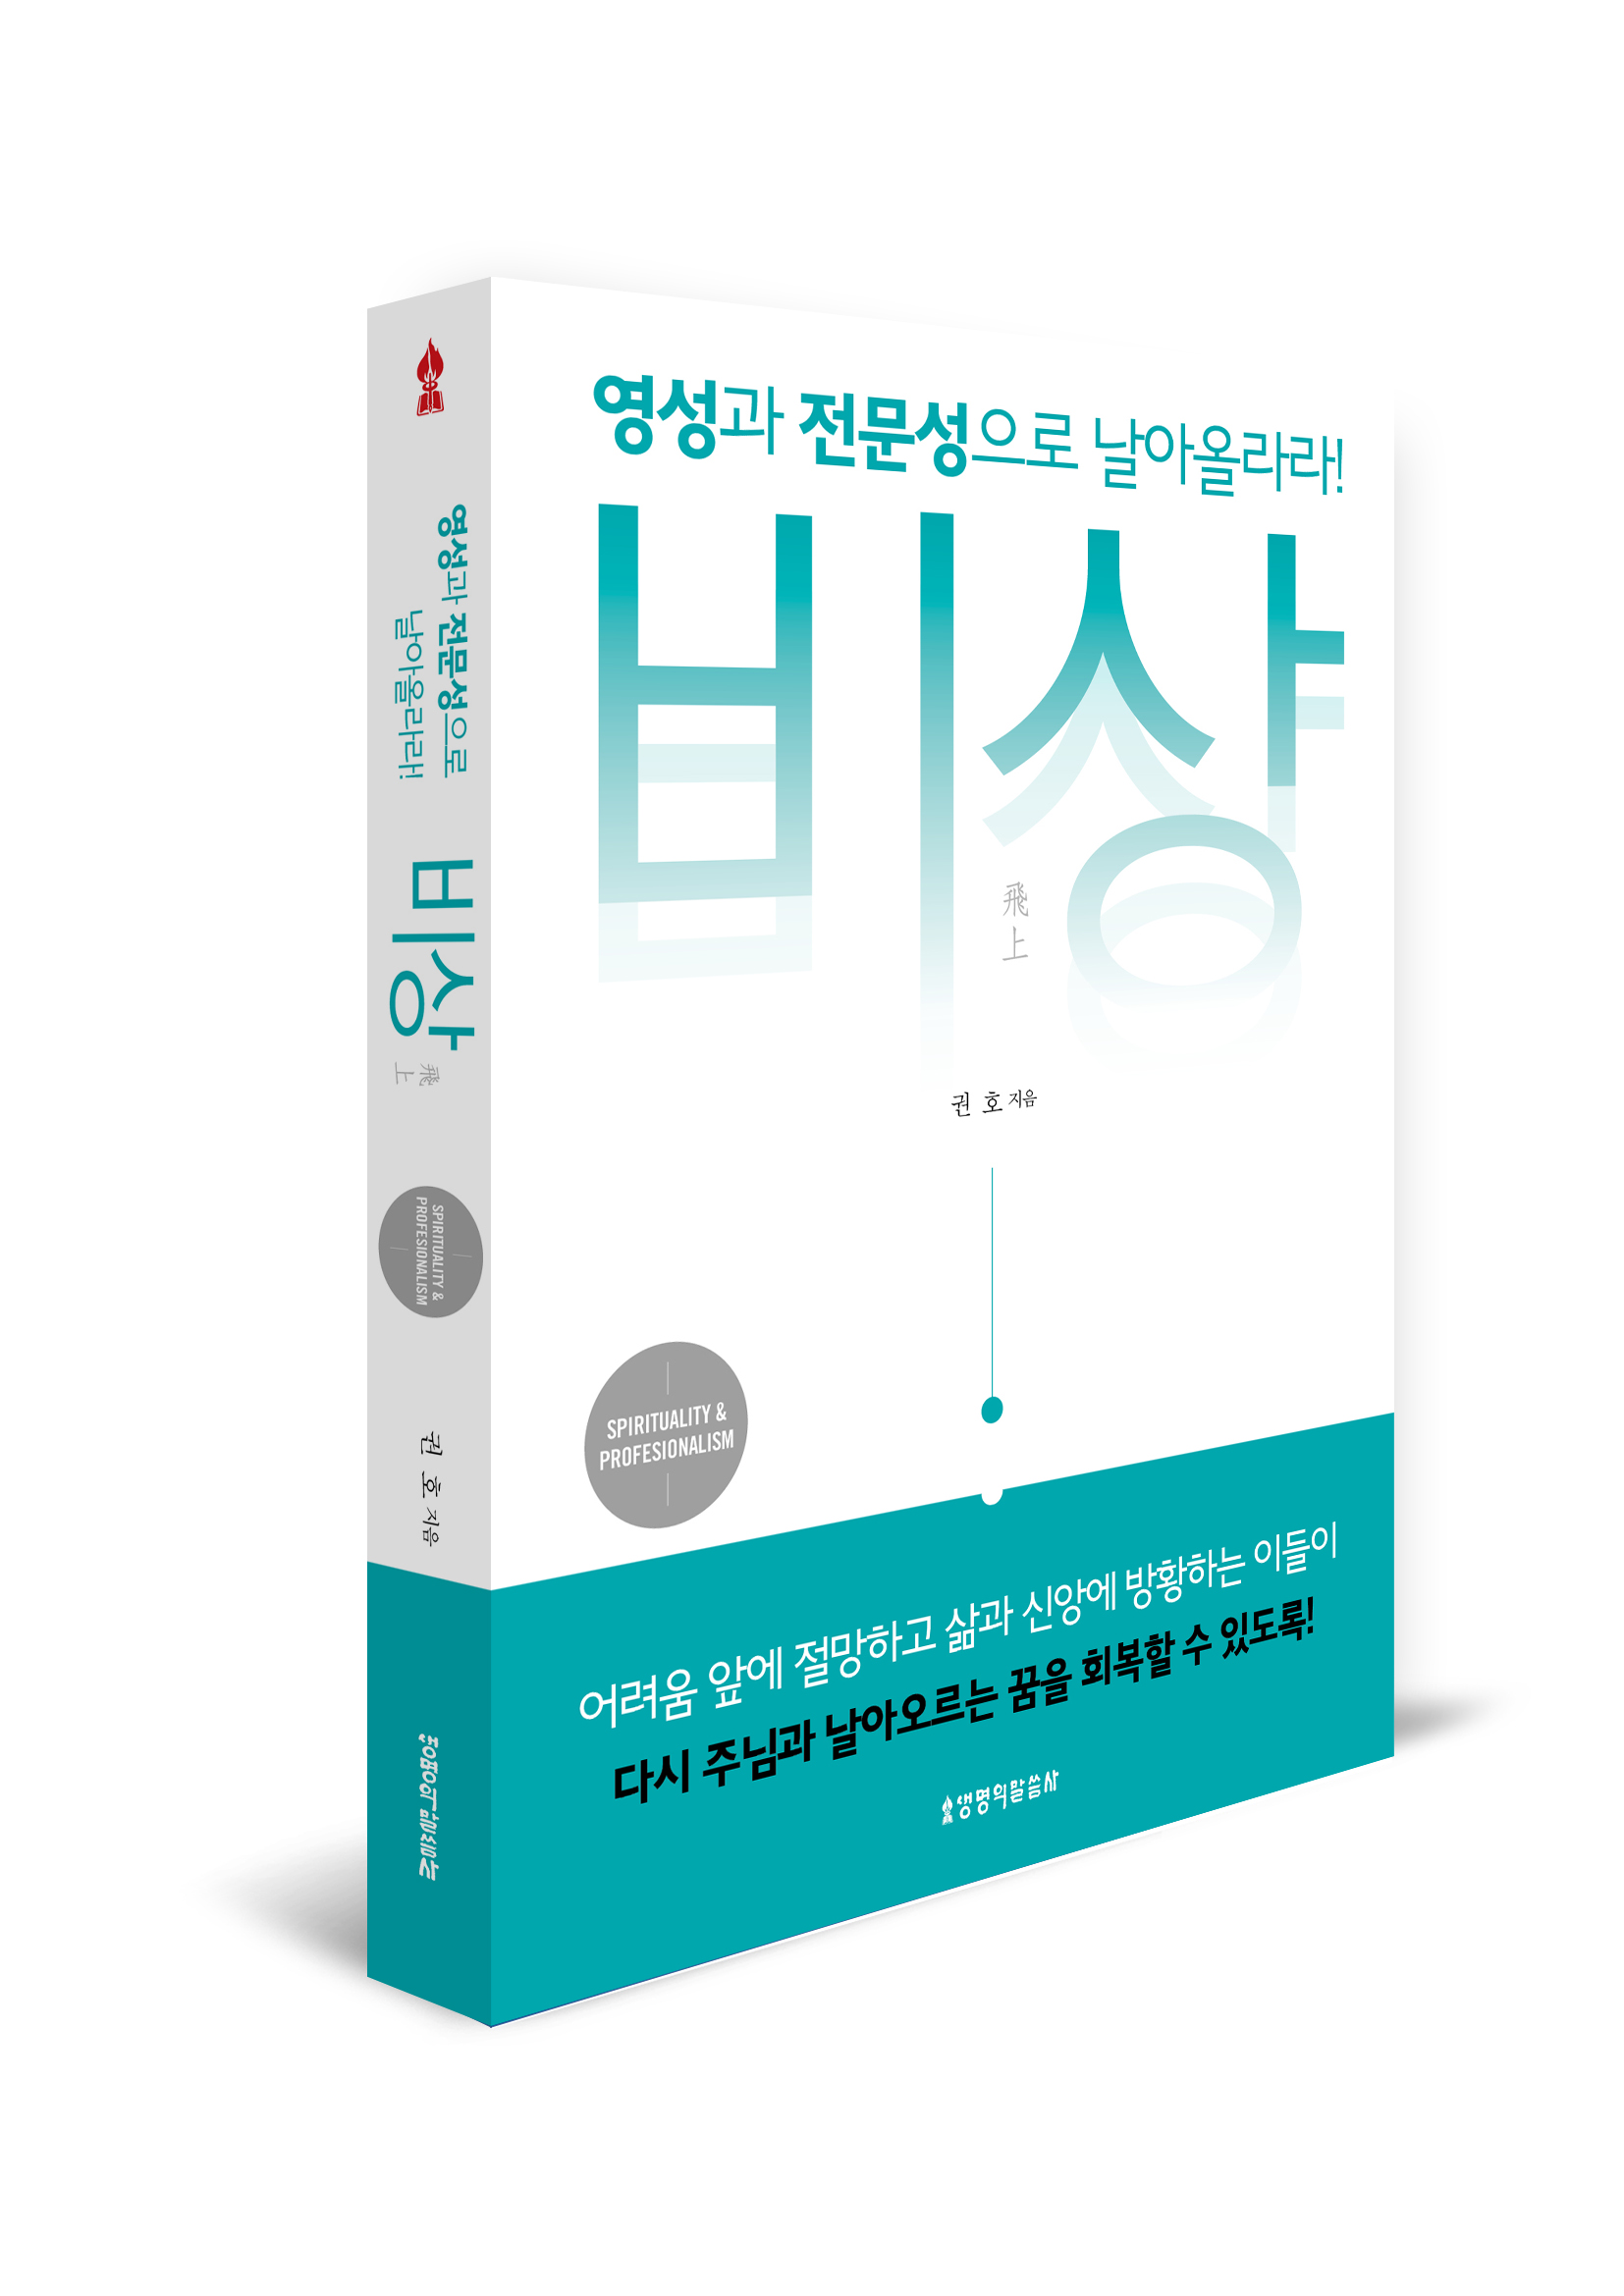 영성과 전문성으로 날아올라라!
비상
飛
上
권 호 지음
SPIRITUALITY &
PROFESIONALISM
어려움 앞에 절망하고 삶과 신앙에 방황하는 이들이
다시 주님과 날아오르는 꿈을 회복할 수 있도록!
생명의말씀사
영성과 전문성으로
날아올라라!
비상
飛
上
SPIRITUALITY &
PROFESIONALISM
권 호 지음
생명의말씀사